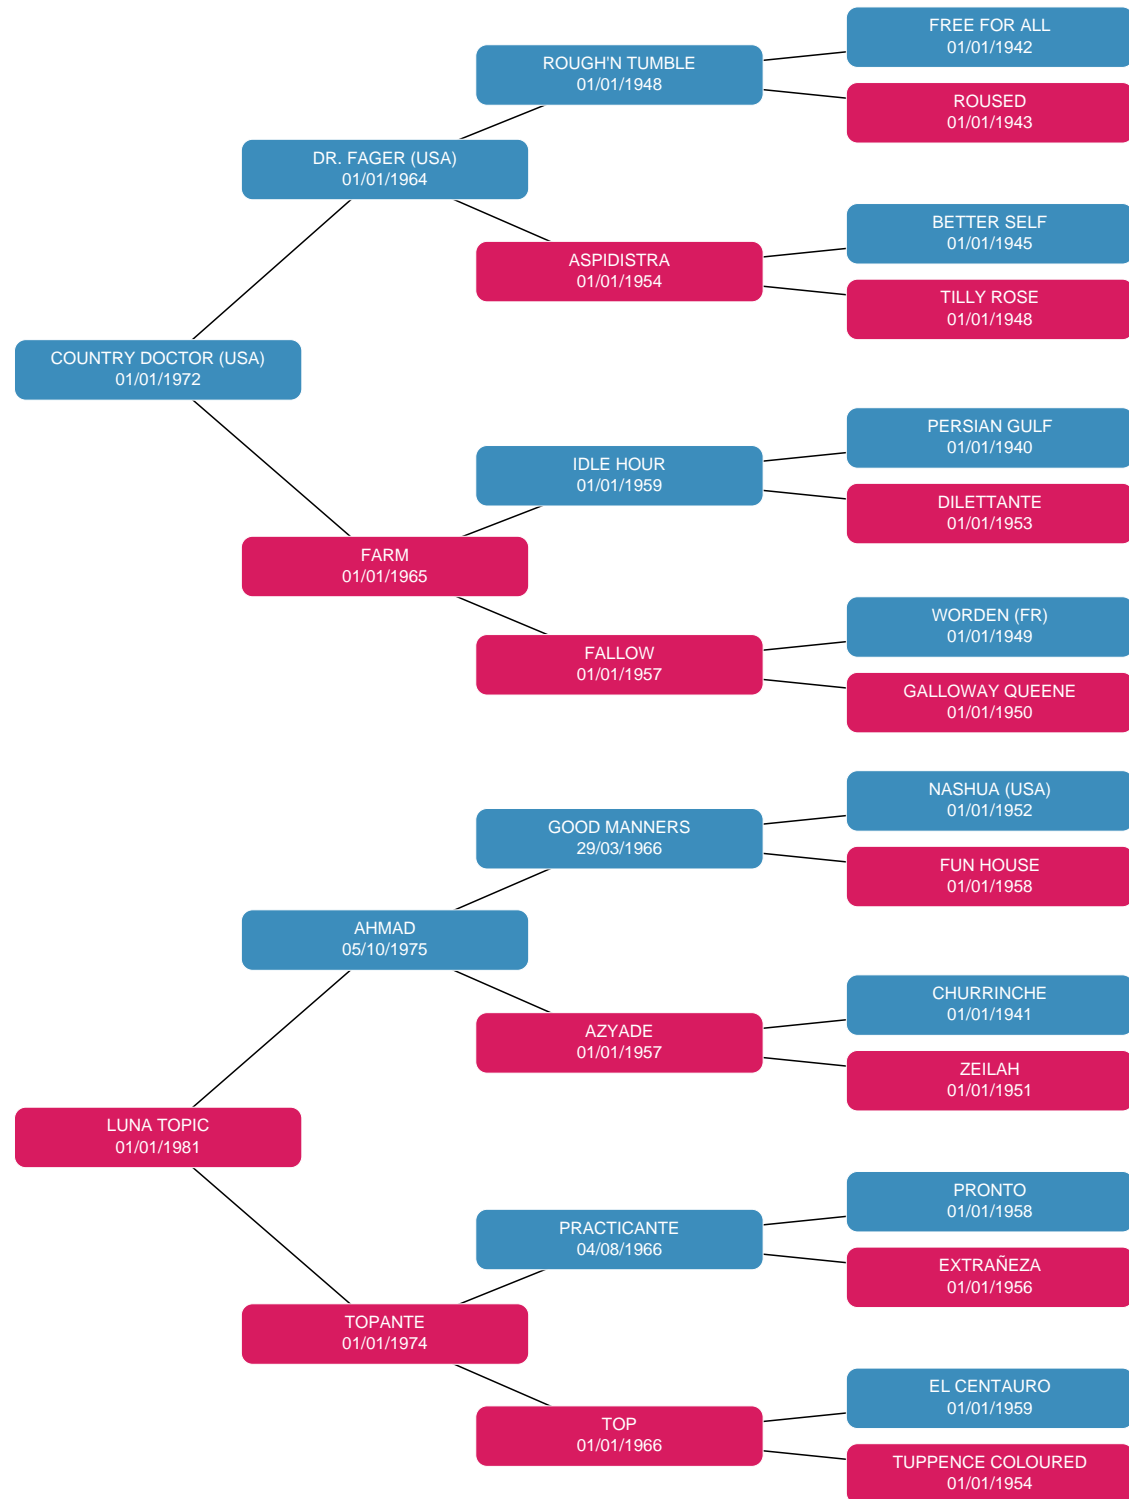 FREE FOR ALL
01/01/1942
ROUGH'N TUMBLE
01/01/1948
ROUSED
01/01/1943
DR. FAGER (USA)
01/01/1964
BETTER SELF
01/01/1945
ASPIDISTRA
01/01/1954
TILLY ROSE
01/01/1948
COUNTRY DOCTOR (USA)
01/01/1972
PERSIAN GULF
01/01/1940
IDLE HOUR
01/01/1959
DILETTANTE
01/01/1953
FARM
01/01/1965
WORDEN (FR)
01/01/1949
FALLOW
01/01/1957
GALLOWAY QUEENE
01/01/1950
NASHUA (USA)
01/01/1952
GOOD MANNERS
29/03/1966
FUN HOUSE
01/01/1958
AHMAD
05/10/1975
CHURRINCHE
01/01/1941
AZYADE
01/01/1957
ZEILAH
01/01/1951
LUNA TOPIC
01/01/1981
PRONTO
01/01/1958
PRACTICANTE
04/08/1966
EXTRAÑEZA
01/01/1956
TOPANTE
01/01/1974
EL CENTAURO
01/01/1959
TOP
01/01/1966
TUPPENCE COLOURED
01/01/1954